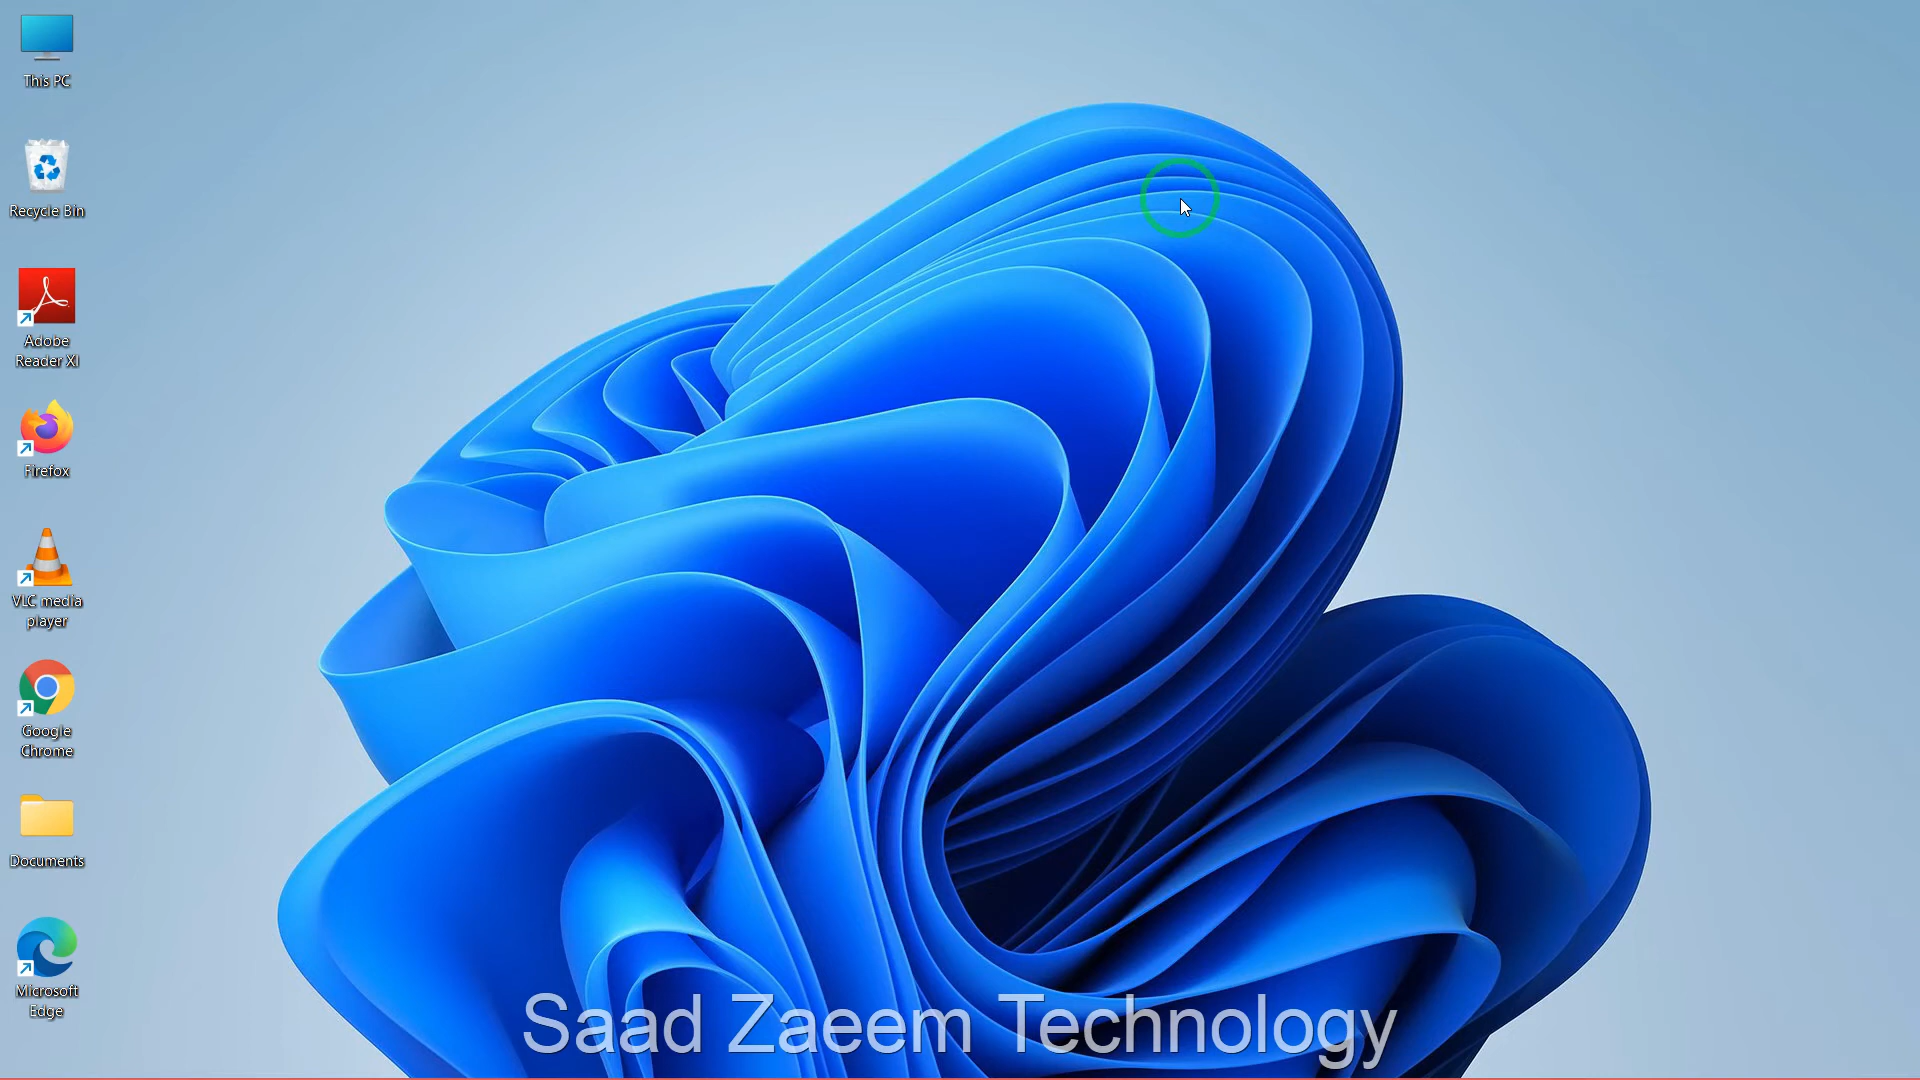 This PC
Recycle Bin
Adobe
Reader XI
Firefox
VLC media
player
Google
Chrome
Documents
Microsoft
Edge
Saad Zaeem Technology